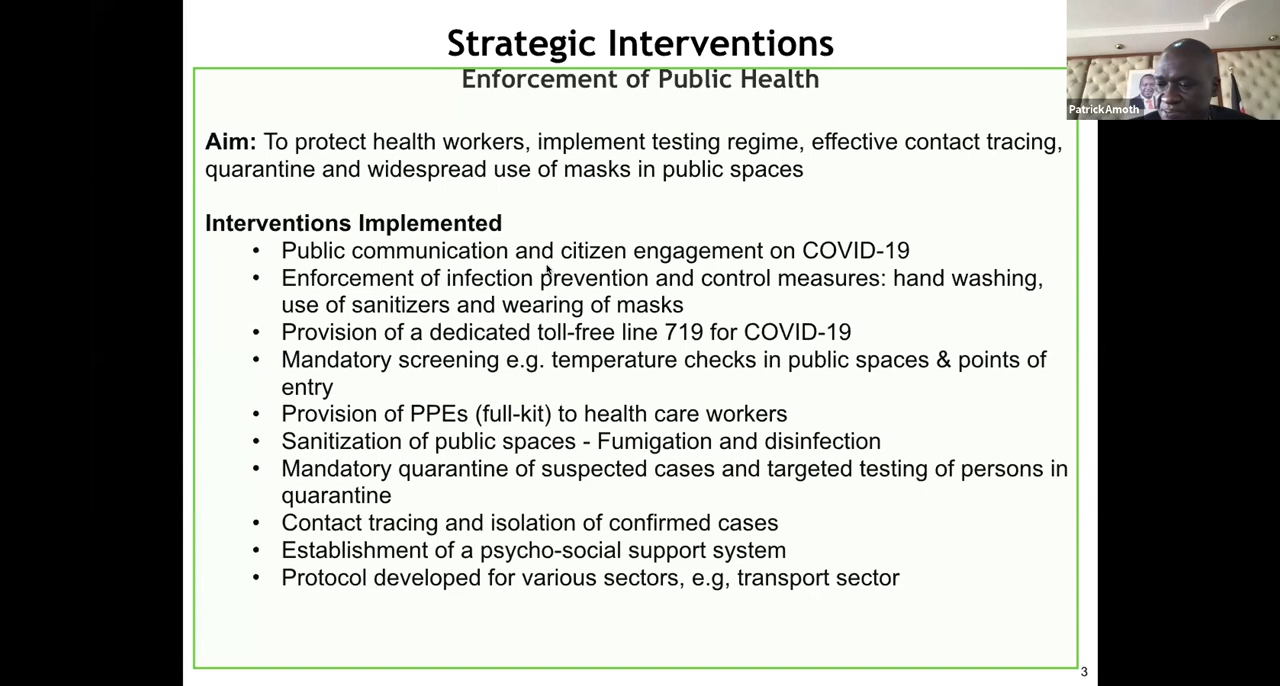 Strategic Interventions
Enforcement of Public Health
PatrickAmoth
Aim: To protect health workers, implement testing regime, effective contact tracing,
quarantine and widespread use of masks in public spaces
Interventions Implemented
• Public communication and citizen engagement on COVID-19
• Enforcement of infection prevention and control measures: hand washing,
use of sanitizers and wearing of masks
• Provision of a dedicated toll-free line 719 for COVID-19
• Mandatory screening e.g. temperature checks in public spaces & points of
entry
• Provision of PPEs (full-kit) to health care workers
• Sanitization of public spaces - Fumigation and disinfection
• Mandatory quarantine of suspected cases and targeted testing of persons in
quarantine
• Contact tracing and isolation of confirmed cases
• Establishment of a psycho-social support system
• Protocol developed for various sectors, e.g, transport sector
3